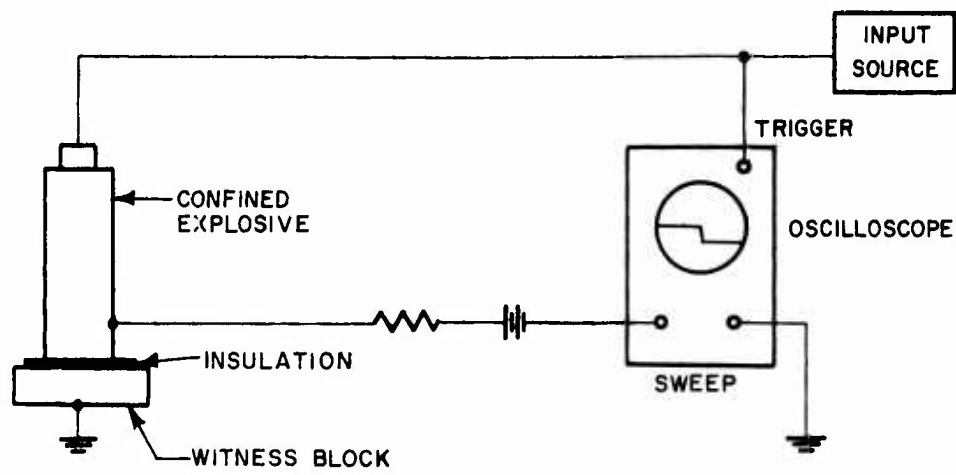 INPUT
SOURCE
TRIGGER
CONFINED
EXPLOSIVE
OSCILLOSCOPE
INSULATION
SWEEP
WITNESS BLOCK